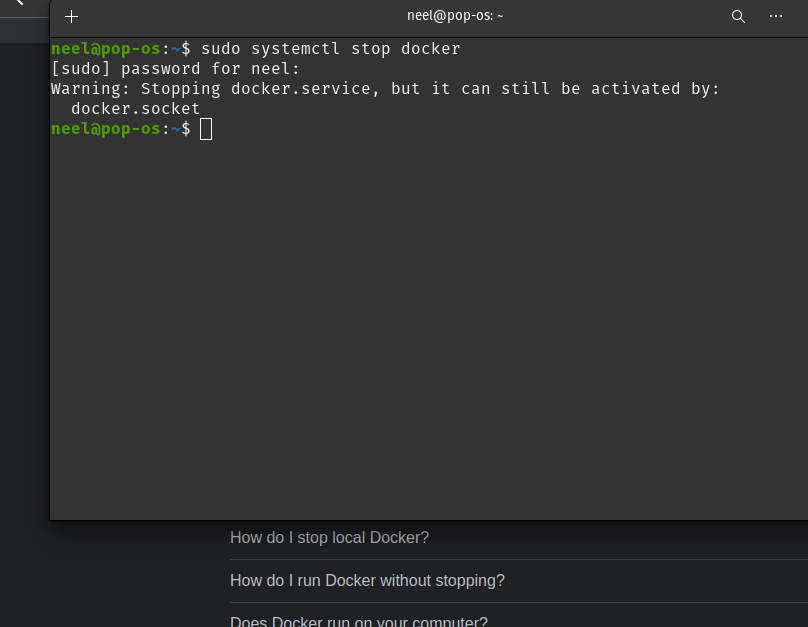 neel@pop-os: ~
neel@pop-os:~$ sudo systemctl stop docker
[sudo] password for neel:
Warning: Stopping docker.service, but it can still be activated by:
  docker.socket
neel@pop-os:~$
How do I stop local Docker?
How do I run Docker without stopping?
Does Docker run on your computer?